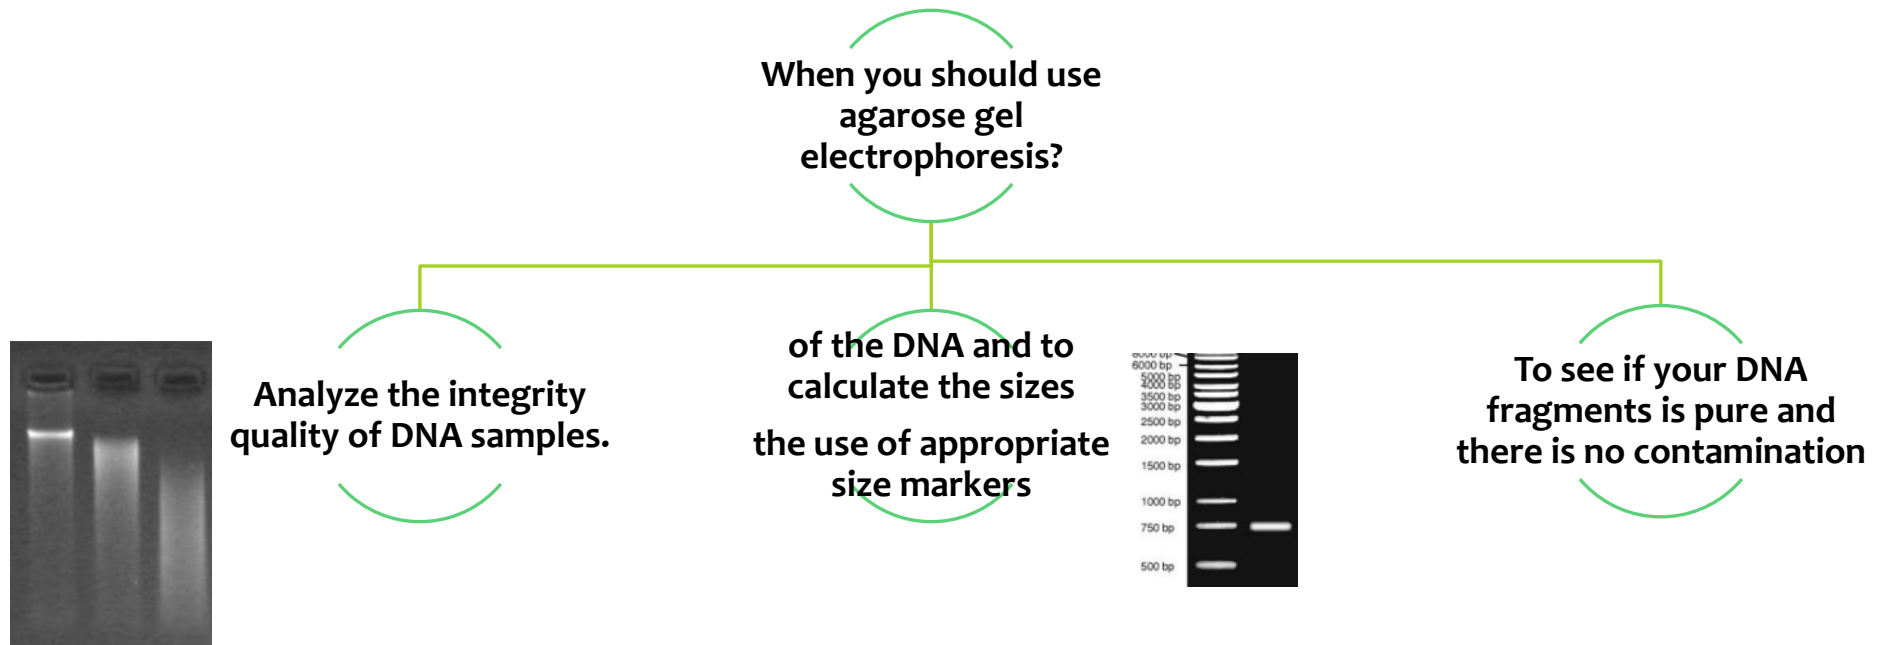 When you should use
agarose gel
electrophoresis?
Analyze the integrity
quality of DNA samples.
of the DNA and to
calculate the sizes
the use of appropriate
size markers
6000 bp
5000 bp
4000 bp
3500 bp
3000 bp
2500 bp
2000 bp
1500 bp
1000 bp
750 bp
500 bp
To see if your DNA
fragments is pure and
there is no contamination